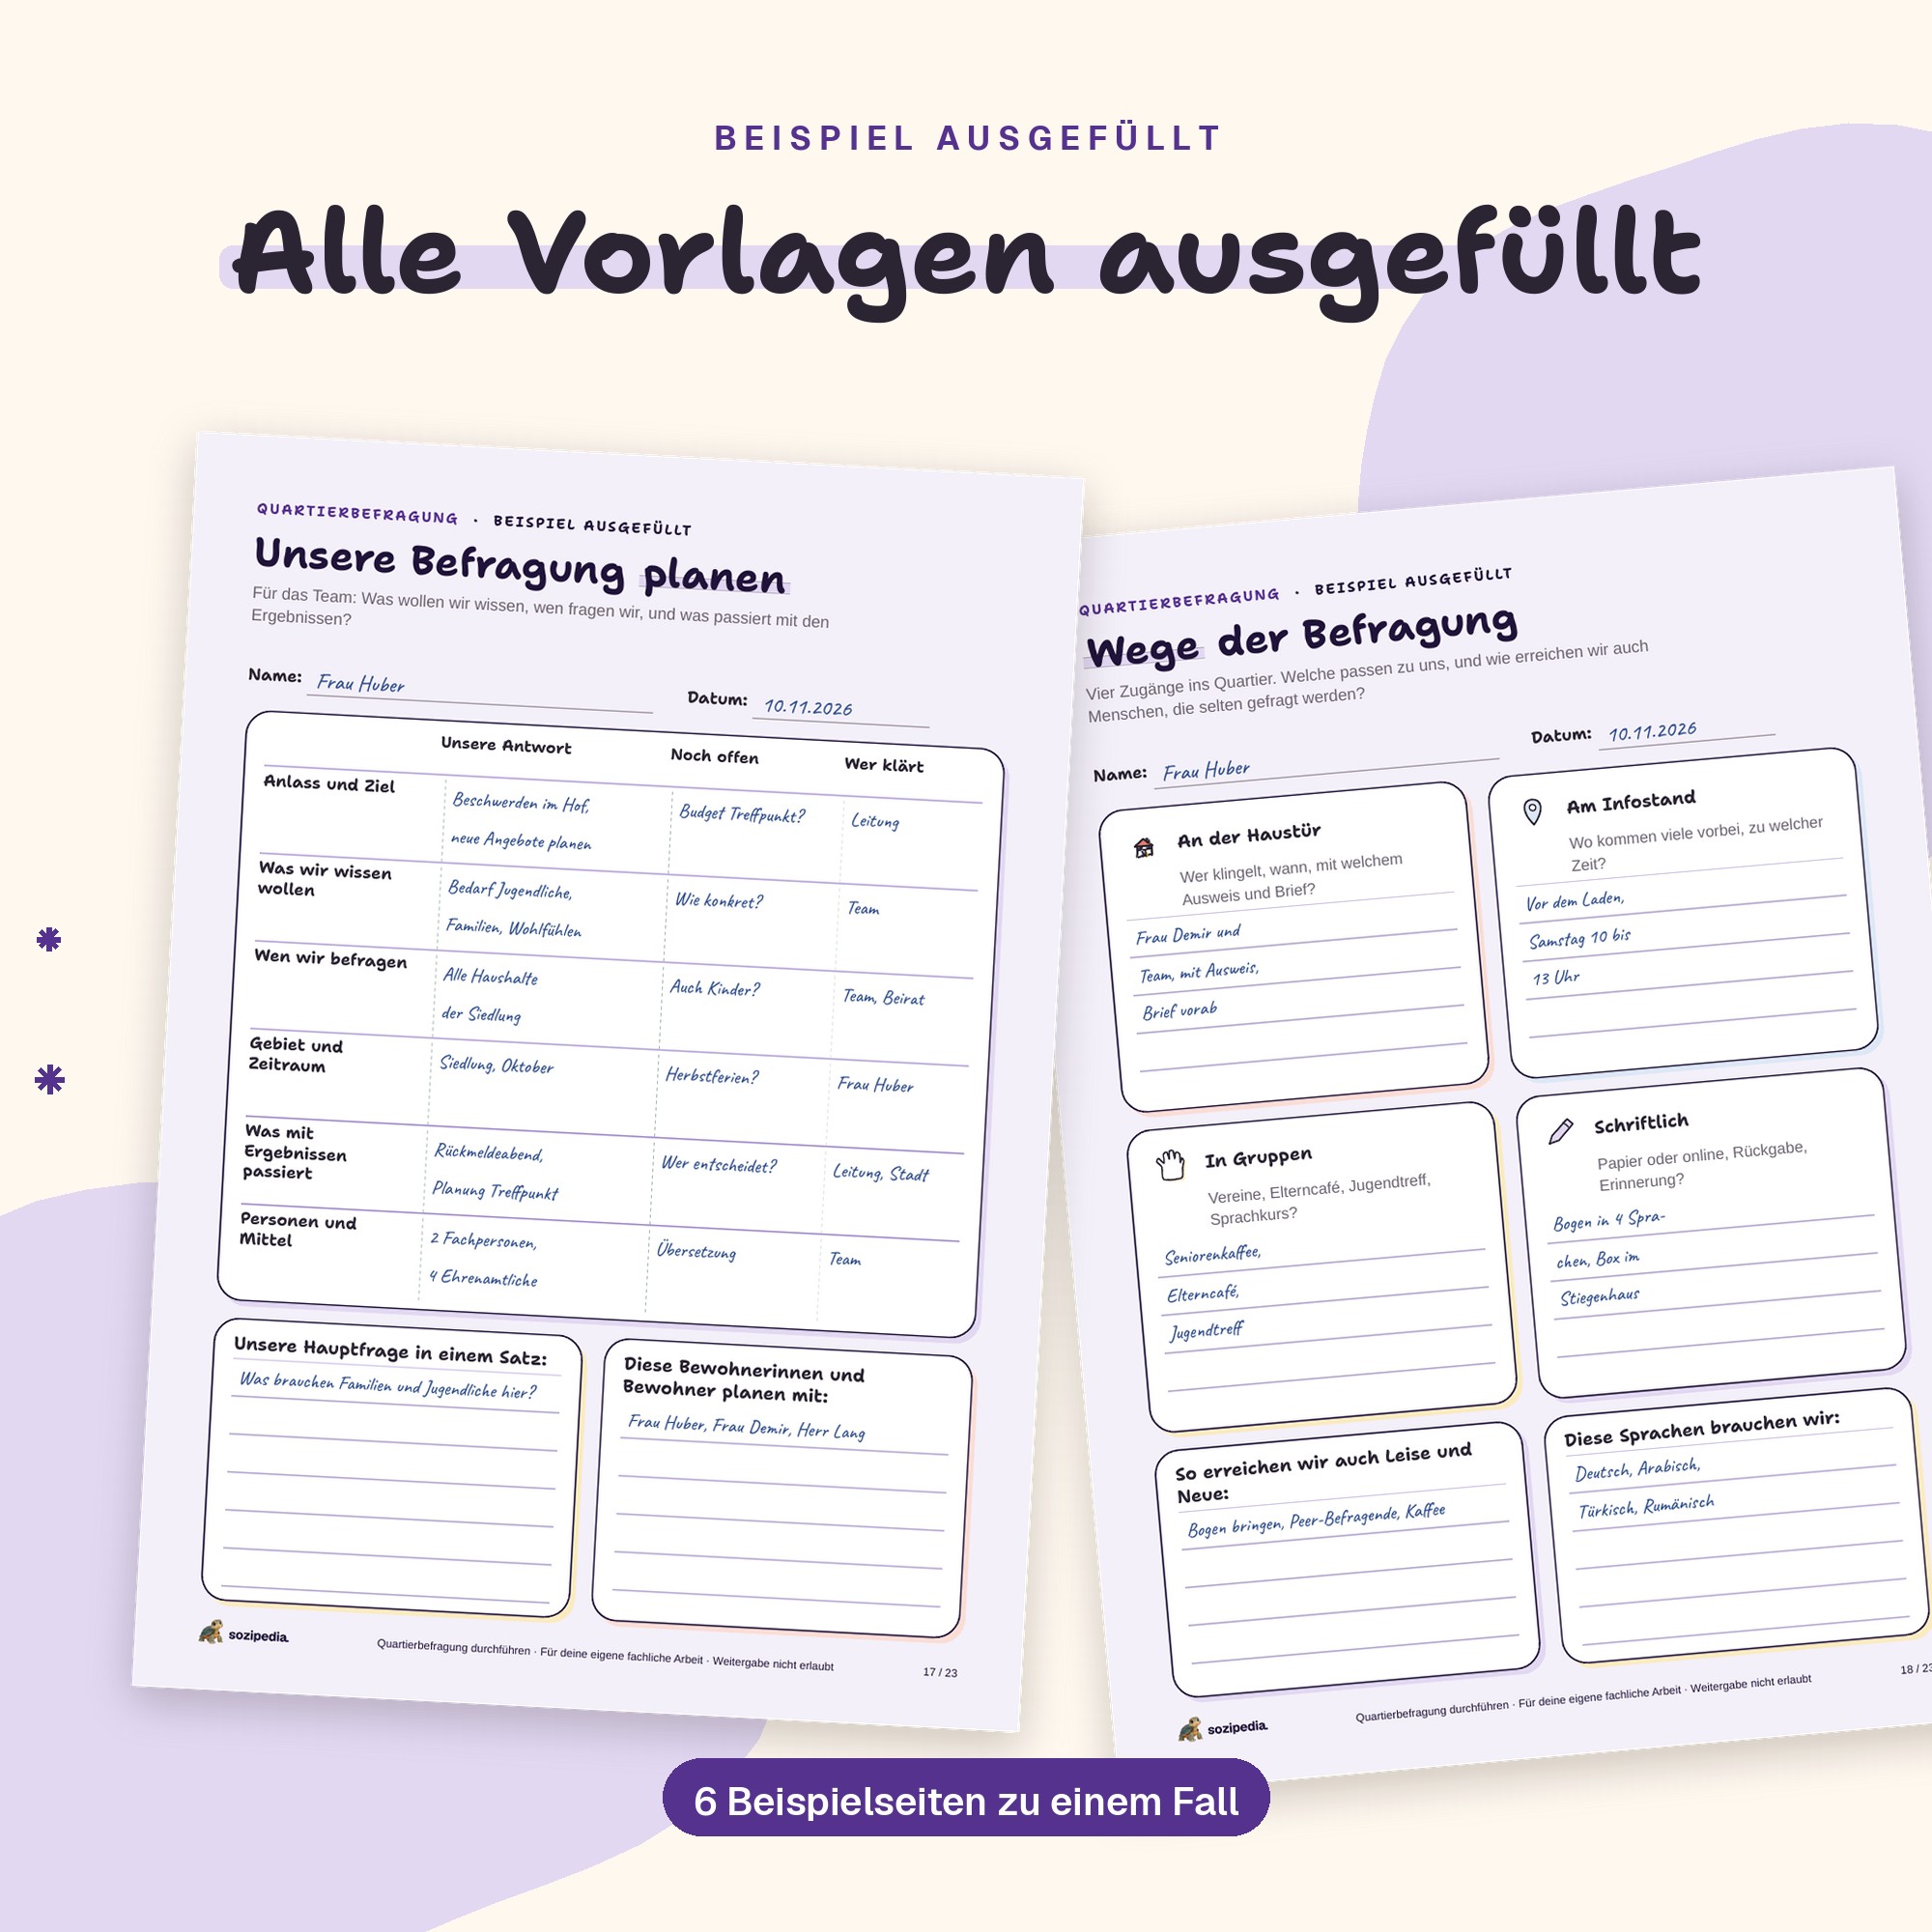 BEISPIEL AUSGEFÜLLT
Alle Vorlagen ausgefüllt
QUARTIERBEFRAGUNG · BEISPIEL AUSGEFÜLLT
Unsere Befragung planen
Für das Team: Was wollen wir wissen, wen fragen wir, und was passiert mit den
Ergebnissen?
Name: Frau Huber Datum: 10.11.2026
Unsere Antwort Noch offen Wer klärt
Anlass und Ziel
Beschwerden im Hof,
neue Angebote planen
Budget Treffpunkt?
Leitung
Was wir wissen
wollen
Bedarf Jugendliche,
Familien, Wohlfühlen
Wie konkret?
Team
Wen wir befragen
Alle Haushalte
der Siedlung
Auch Kinder?
Team, Beirat
Gebiet und
Zeitraum
Siedlung, Oktober
Herbstferien?
Frau Huber
Was mit
Ergebnissen
passiert
Rückmeldeabend,
Planung Treffpunkt
Wer entscheidet?
Leitung, Stadt
Personen und
Mittel
2 Fachpersonen,
4 Ehrenamtliche
Übersetzung
Team
Unsere Hauptfrage in einem Satz:
Was brauchen Familien und Jugendliche hier?
Diese Bewohnerinnen und
Bewohner planen mit:
Frau Huber, Frau Demir, Herr Lang
sozipedia.
Quartierbefragung durchführen · Für deine eigene fachliche Arbeit · Weitergabe nicht erlaubt
17 / 23
QUARTIERBEFRAGUNG · BEISPIEL AUSGEFÜLLT
Wege der Befragung
Vier Zugänge ins Quartier. Welche passen zu uns, und wie erreichen wir auch
Menschen, die selten gefragt werden?
Name: Frau Huber Datum: 10.11.2026
An der Haustür
Wer klingelt, wann, mit welchem
Ausweis und Brief?
Frau Demir und
Team, mit Ausweis,
Brief vorab
Am Infostand
Wo kommen viele vorbei, zu welcher
Zeit?
Vor dem Laden,
Samstag 10 bis
13 Uhr
In Gruppen
Vereine, Elterncafé, Jugendtreff,
Sprachkurs?
Seniorenkaffee,
Elterncafé,
Jugendtreff
Schriftlich
Papier oder online, Rückgabe,
Erinnerung?
Bogen in 4 Spra-
chen, Box im
Stiegenhaus
So erreichen wir auch Leise und
Neue:
Bogen bringen, Peer-Befragende, Kaffee
Diese Sprachen brauchen wir:
Deutsch, Arabisch,
Türkisch, Rumänisch
sozipedia.
Quartierbefragung durchführen · Für deine eigene fachliche Arbeit · Weitergabe nicht erlaubt
18 / 23
6 Beispielseiten zu einem Fall